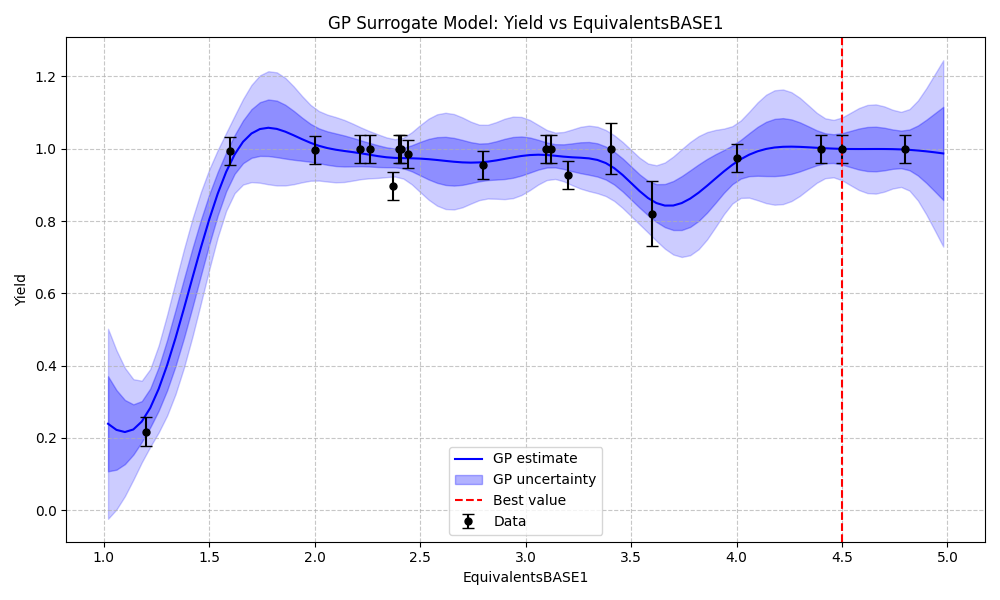 GP Surrogate Model: Yield vs EquivalentsBASE1
Yield
1.2
1.0
0.8
0.6
0.4
0.2
0.0
GP estimate
GP uncertainty
Best value
Data
1.0 1.5 2.0 2.5 3.0 3.5 4.0 4.5 5.0
EquivalentsBASE1